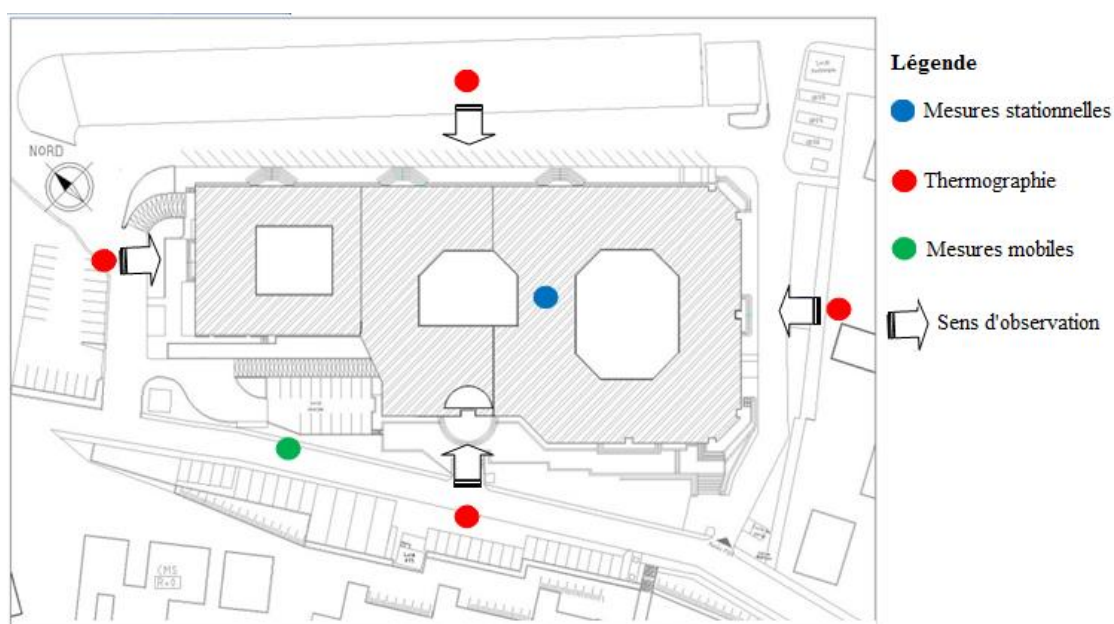 NORD
CMS
R+0
Légende
Mesures stationnelles
Thermographie
Mesures mobiles
Sens d'observation